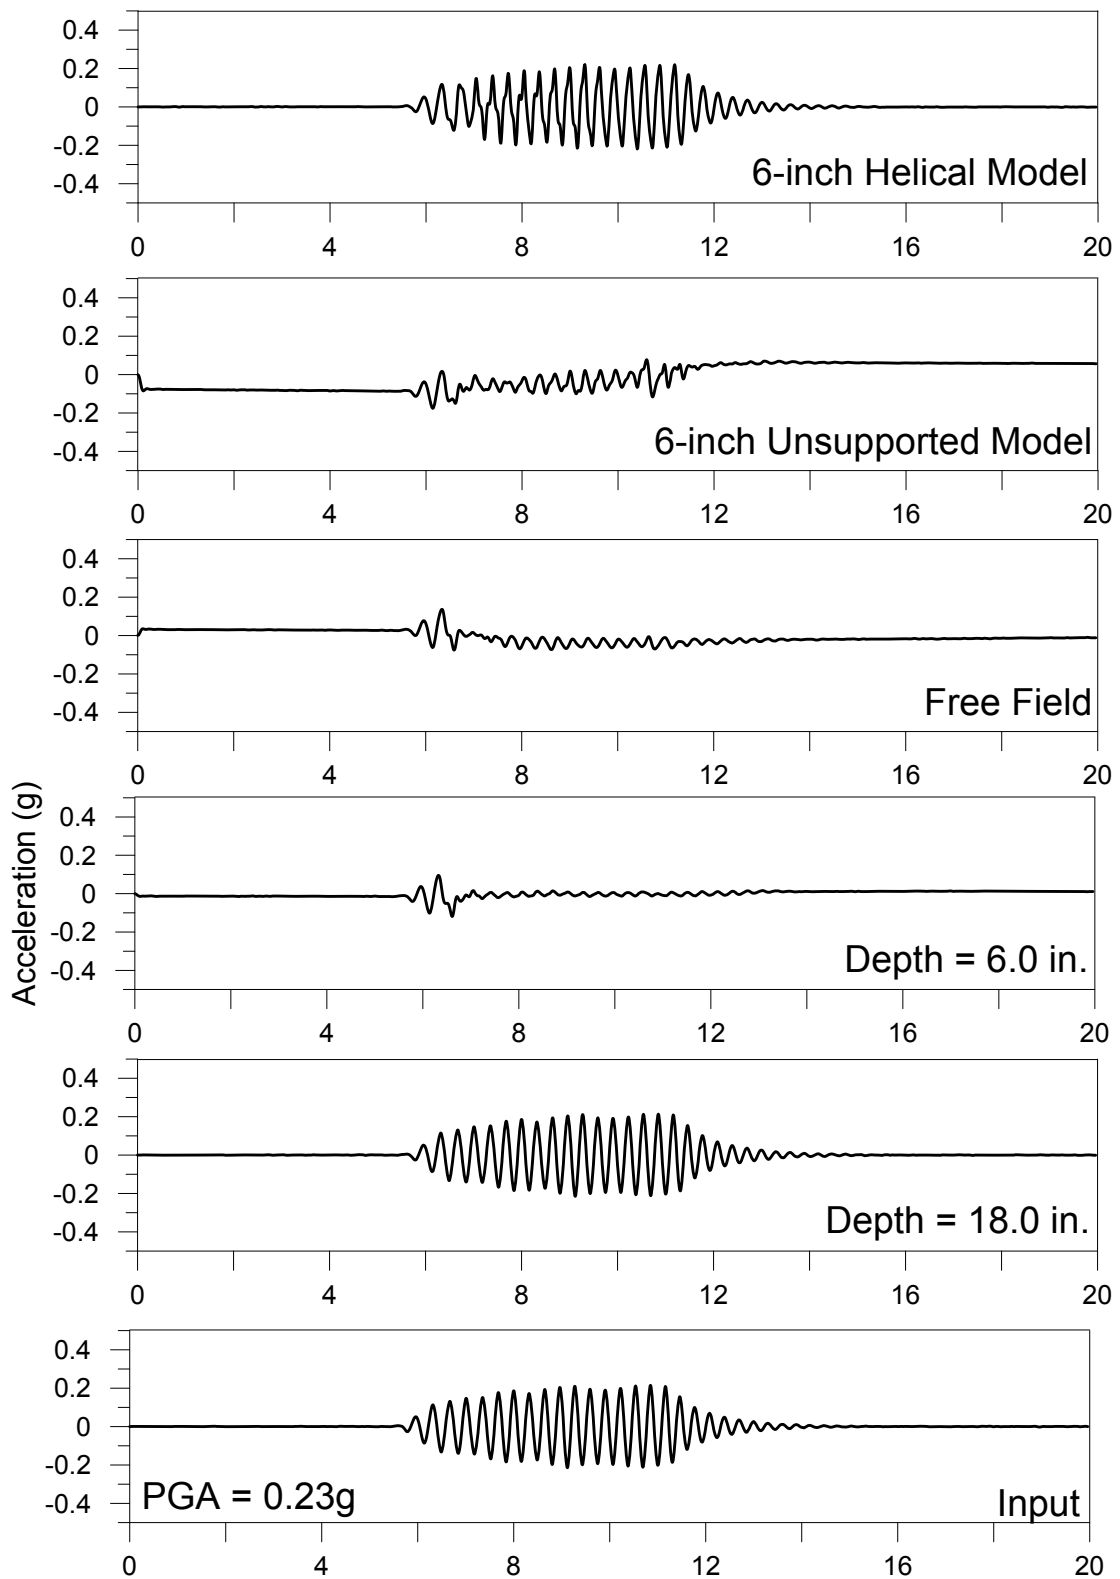 0.4
0.2
0
-0.2
-0.4
6-inch Helical Model
0 4 8 12 16 20
0.4
0.2
0
-0.2
-0.4
6-inch Unsupported Model
0 4 8 12 16 20
0.4
0.2
0
-0.2
-0.4
Free Field
0 4 8 12 16 20
Acceleration (g)
0.4
0.2
0
-0.2
-0.4
Depth = 6.0 in.
0 4 8 12 16 20
0.4
0.2
0
-0.2
-0.4
Depth = 18.0 in.
0 4 8 12 16 20
0.4
0.2
0
-0.2
-0.4
PGA = 0.23g
Input
0 4 8 12 16 20